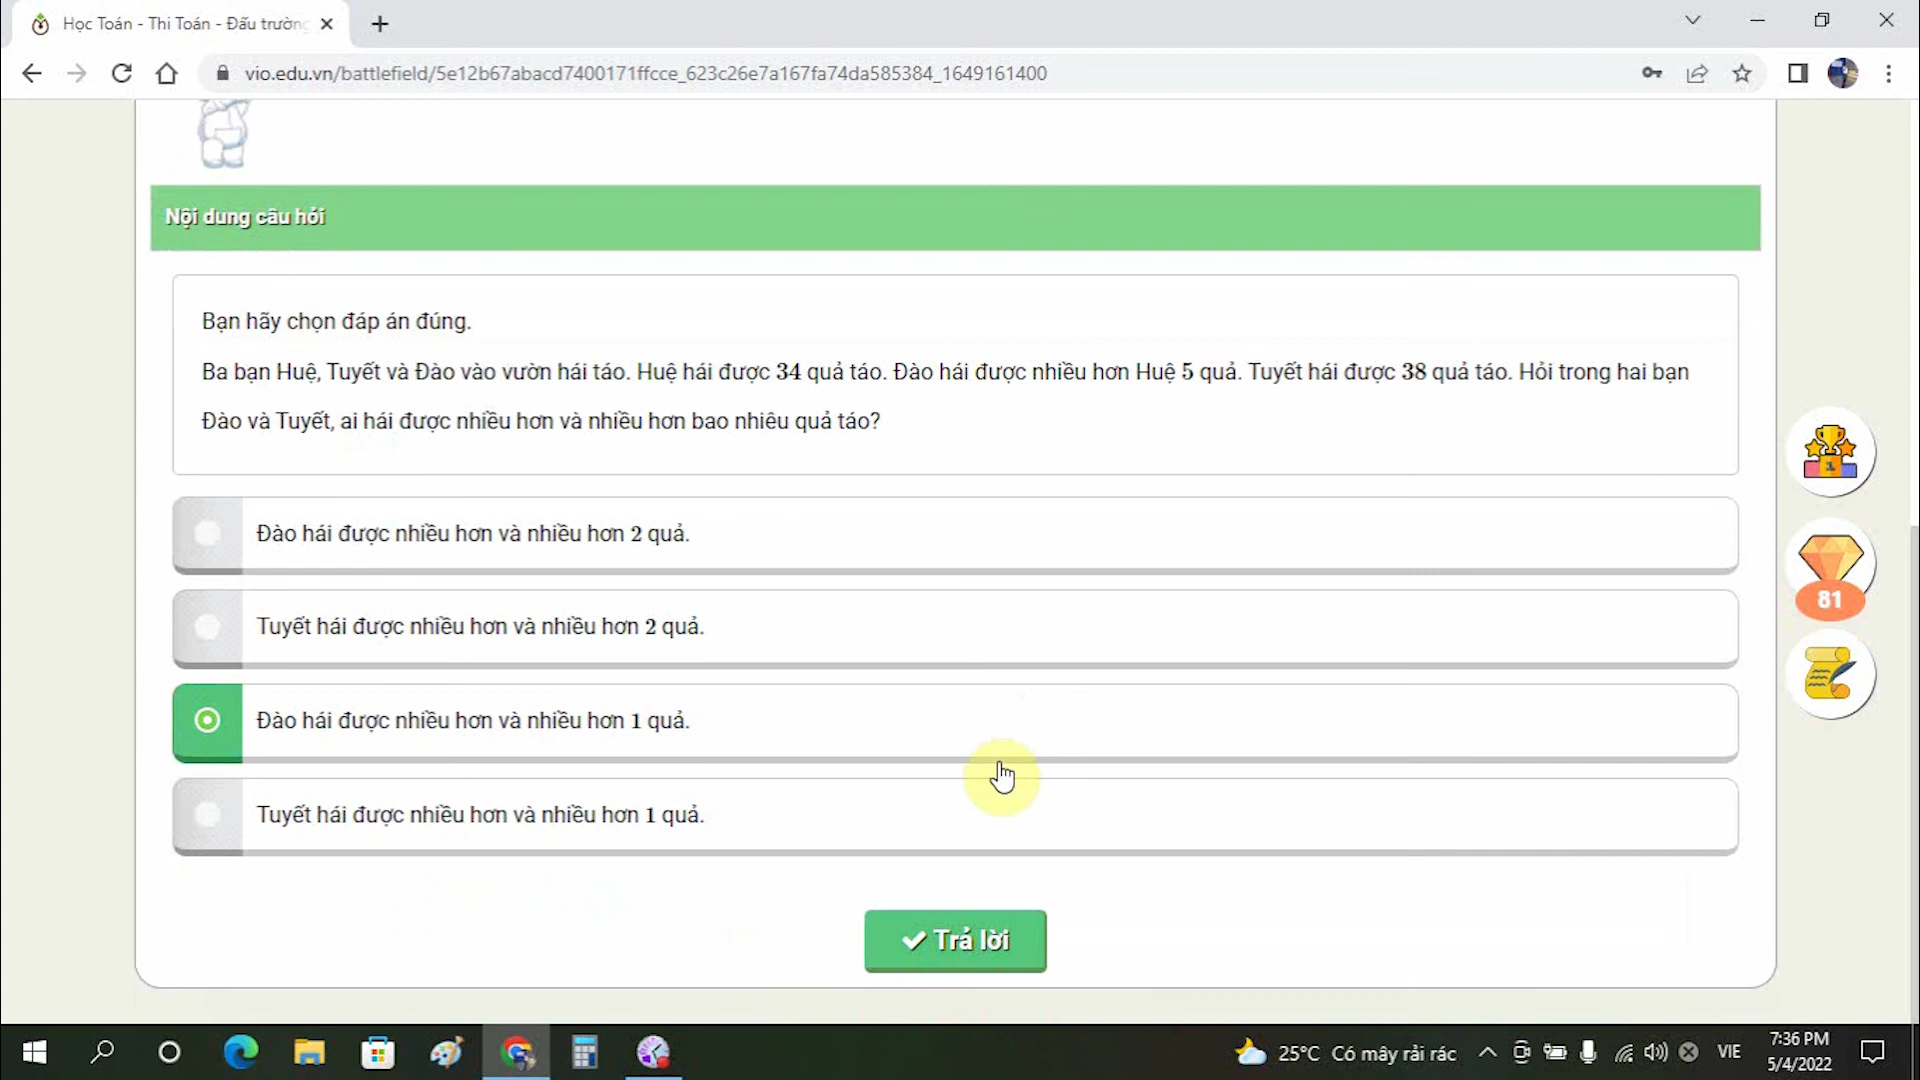 Học Toán - Thi Toán - Đấu trường
vio.edu.vn/battlefield/5e12b67abacd7400171ffcce_623c26e7a167fa74da585384_1649161400
Nội dung câu hỏi
Bạn hãy chọn đáp án đúng.
Ba bạn Huệ, Tuyết và Đào vào vườn hái táo. Huệ hái được 34 quả táo. Đào hái được nhiều hơn Huệ 5 quả. Tuyết hái được 38 quả táo. Hỏi trong hai bạn
Đào và Tuyết, ai hái được nhiều hơn và nhiều hơn bao nhiêu quả táo?
Đào hái được nhiều hơn và nhiều hơn 2 quả.
Tuyết hái được nhiều hơn và nhiều hơn 2 quả.
Đào hái được nhiều hơn và nhiều hơn 1 quả.
Tuyết hái được nhiều hơn và nhiều hơn 1 quả.
Trả lời
1
81
25°C Có mây rải rác
VIE
7:36 PM
5/4/2022